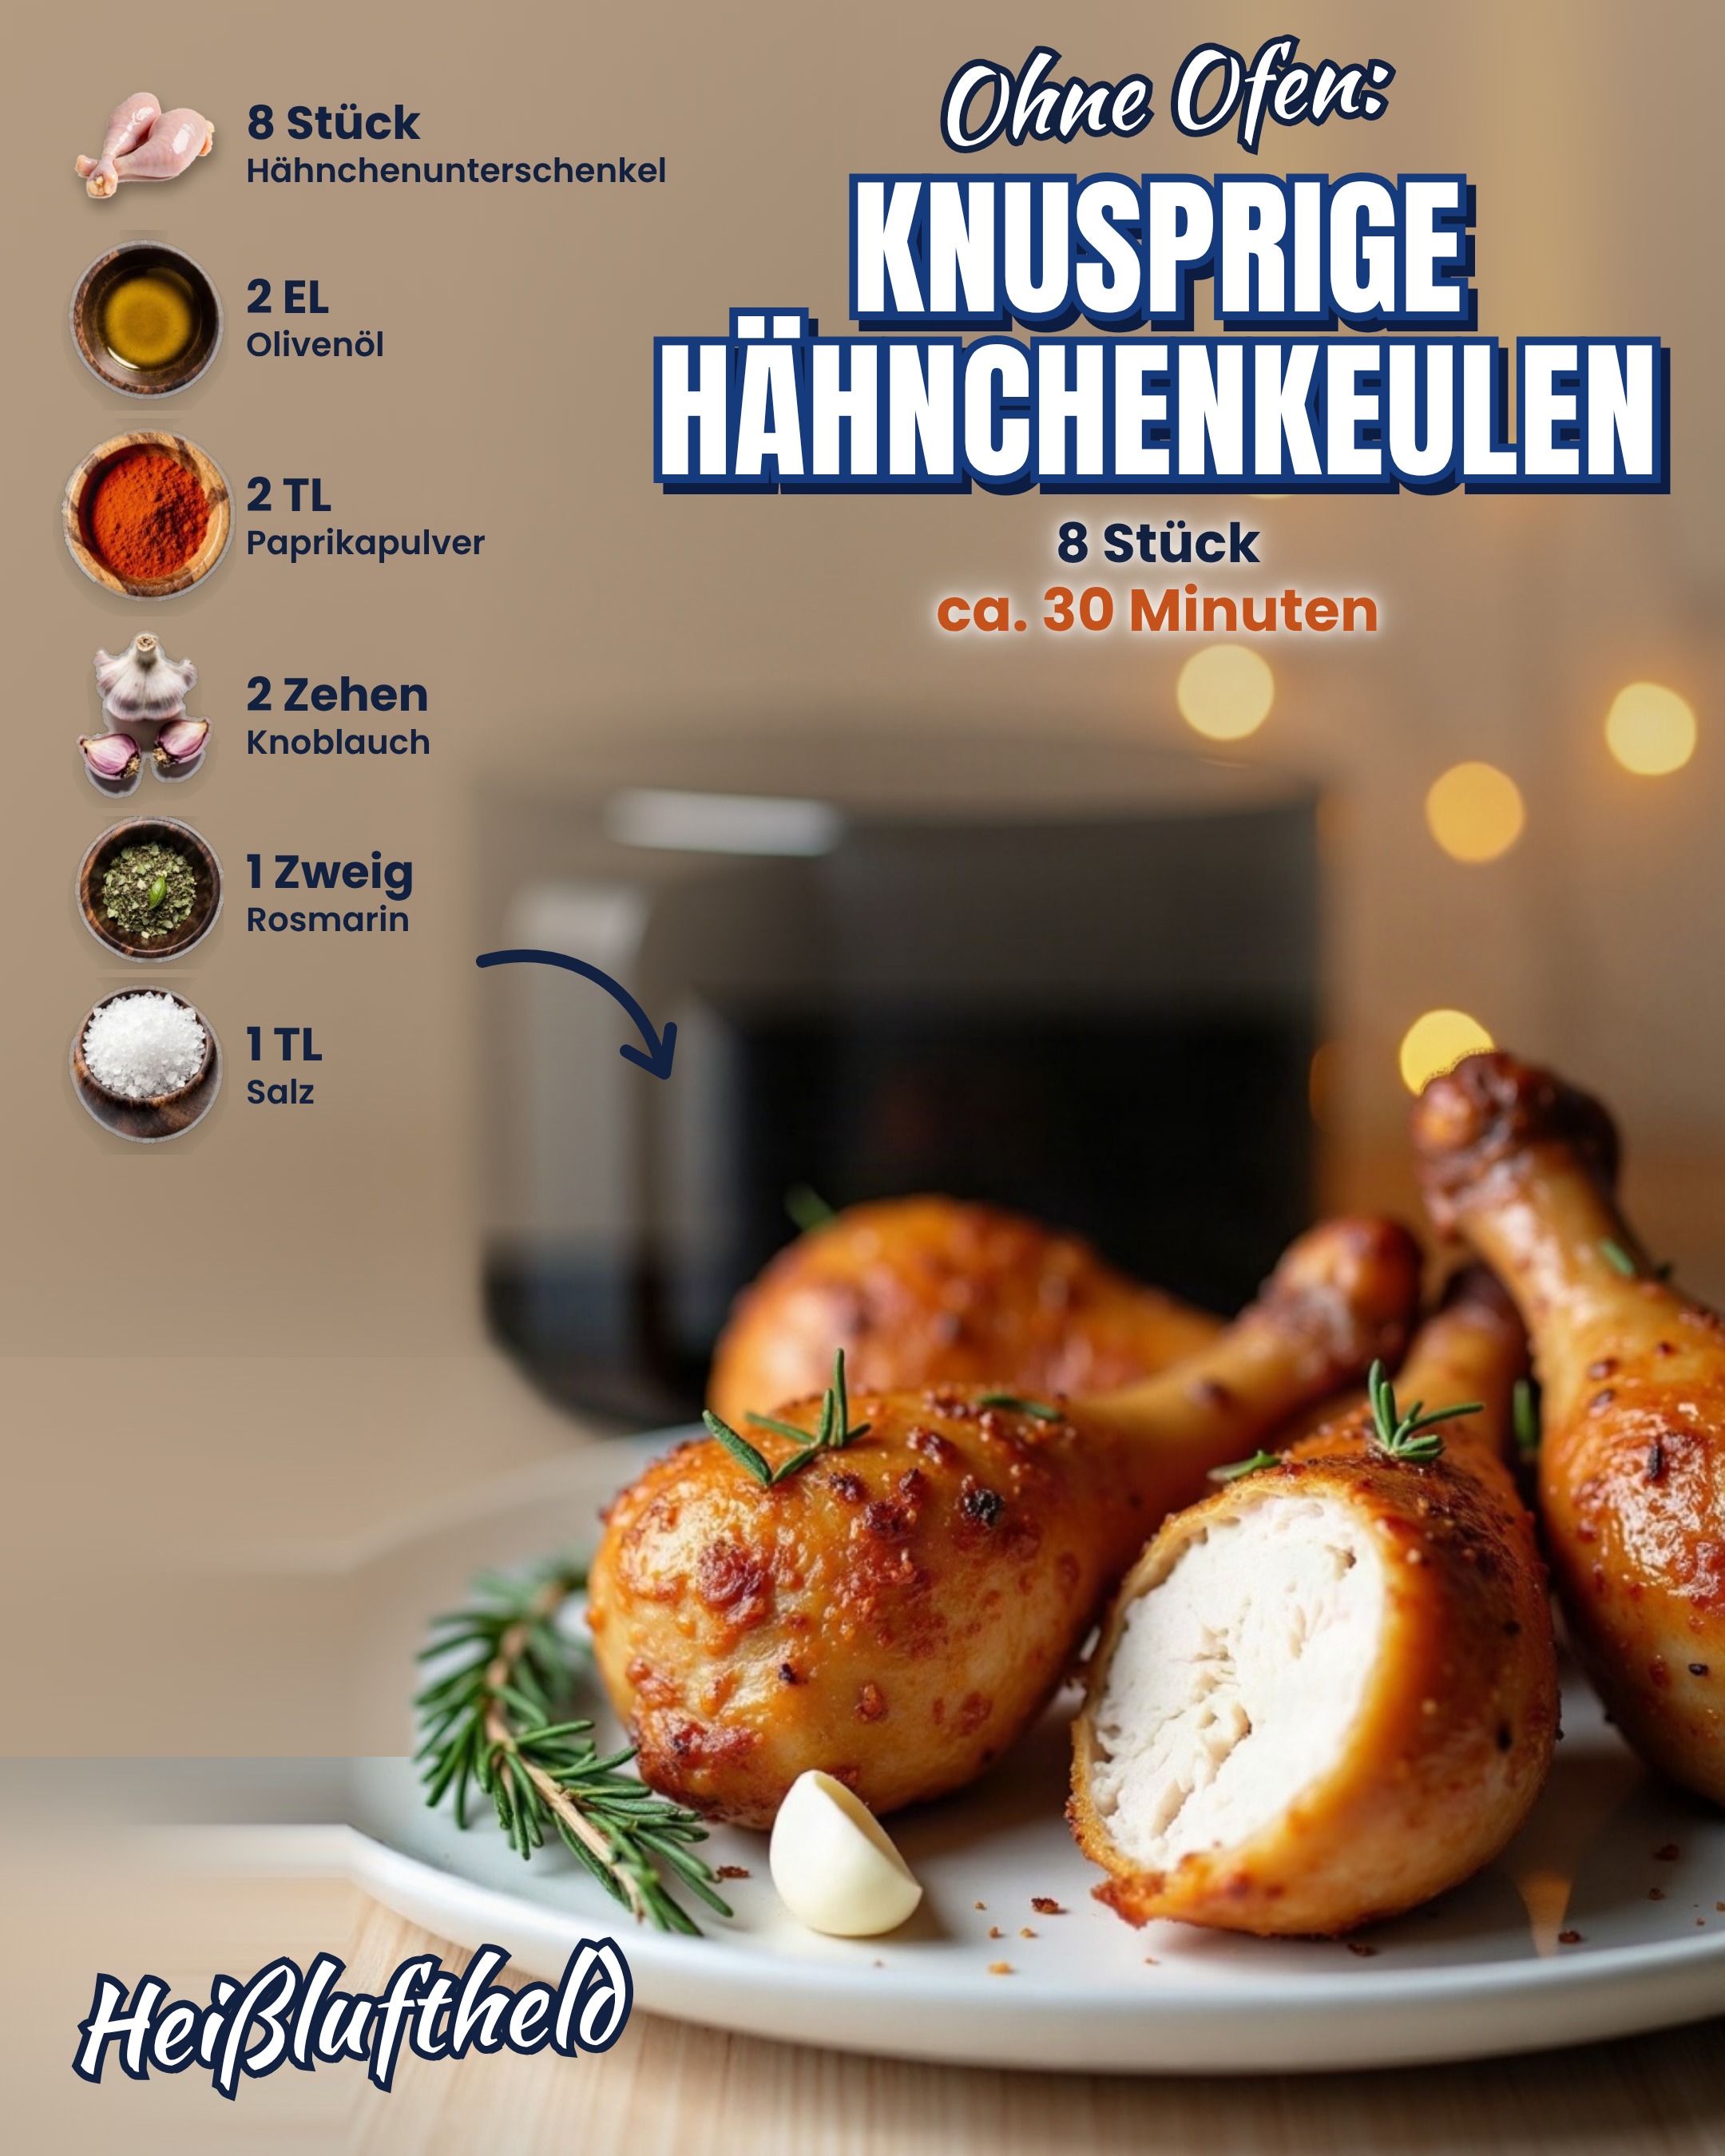 Ohne Ofen:
KNUSPRIGE
HÄHNCHENKEULEN
8 Stück
ca. 30 Minuten
8 Stück
Hähnchenunterschenkel
2 EL
Olivenöl
2 TL
Paprikapulver
2 Zehen
Knoblauch
1 Zweig
Rosmarin
1 TL
Salz
Heißluftheld